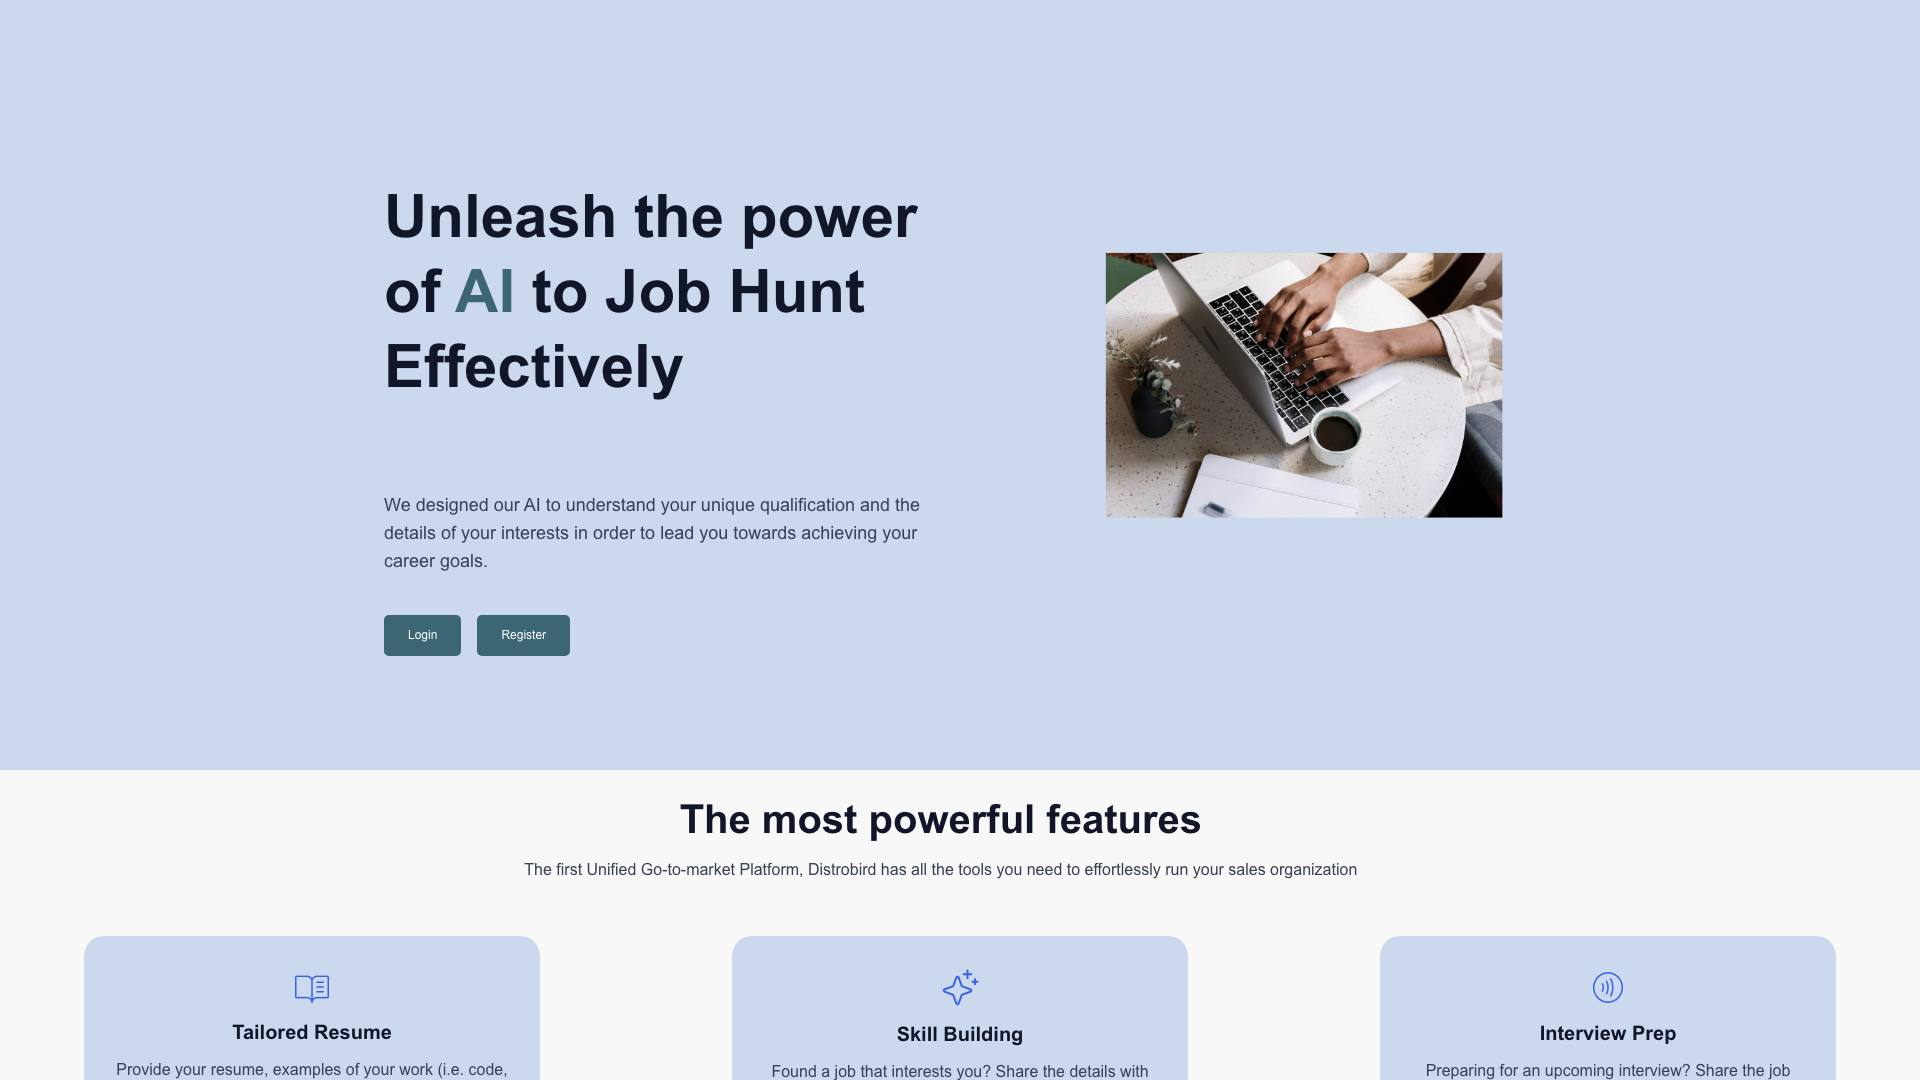 Unleash the power
of AI to Job Hunt
Effectively
We designed our AI to understand your unique qualification and the
details of your interests in order to lead you towards achieving your
career goals.
Login
Register
The most powerful features
The first Unified Go-to-market Platform, Distrobird has all the tools you need to effortlessly run your sales organization
Tailored Resume
Provide your resume, examples of your work (i.e. code,
Skill Building
Found a job that interests you? Share the details with
Interview Prep
Preparing for an upcoming interview? Share the job